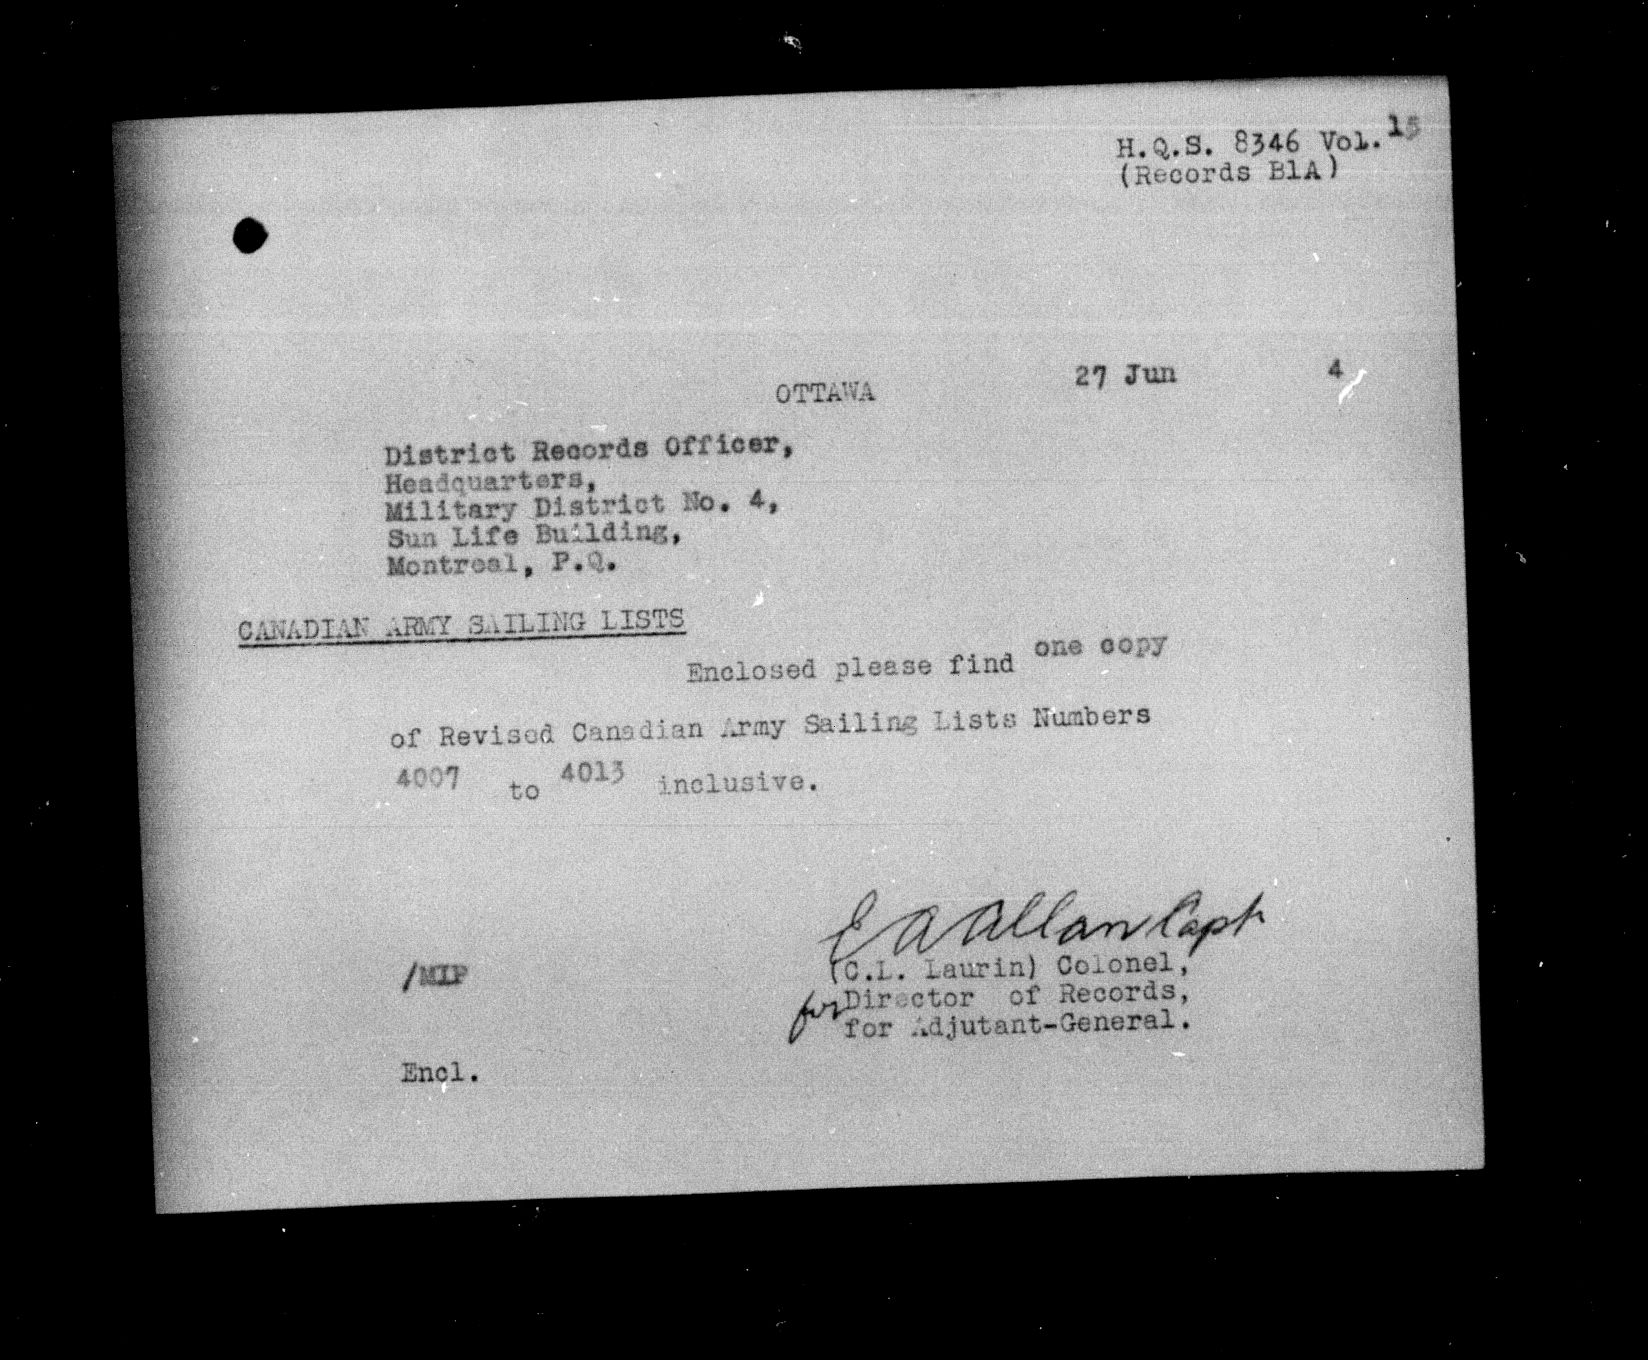 H.Q.S. 8346 Vol. 15
(Records B1A)
OTTAWA 27 Jun 4
District Records Officer,
Headquarters,
Military District No. 4,
Sun Life Building,
Montreal, P.Q.
CANADIAN ARMY SAILING LISTS
Enclosed please find one copy
of Revised Canadian Army Sailing Lists Numbers
4007 to 4013 inclusive.
E A Allan Capt
/MIP (C.L. Laurin) Colonel,
for Director of Records,
for Adjutant-General.
Encl.